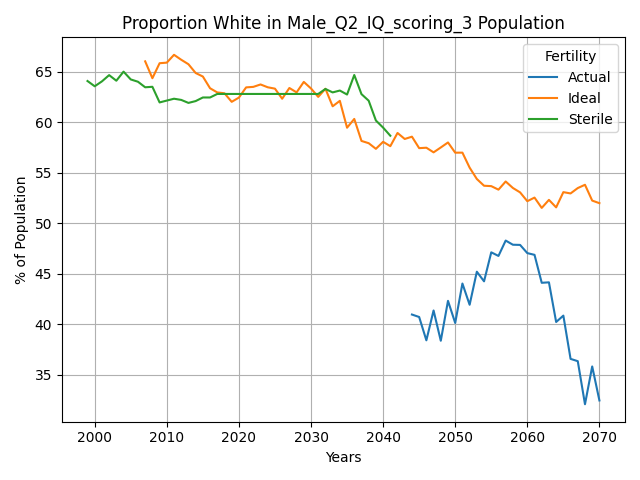 Proportion White in Male_Q2_IQ_scoring_3 Population
Fertility
Actual
Ideal
Sterile
% of Population
65
60
55
50
45
40
35
2000 2010 2020 2030 2040 2050 2060 2070
Years